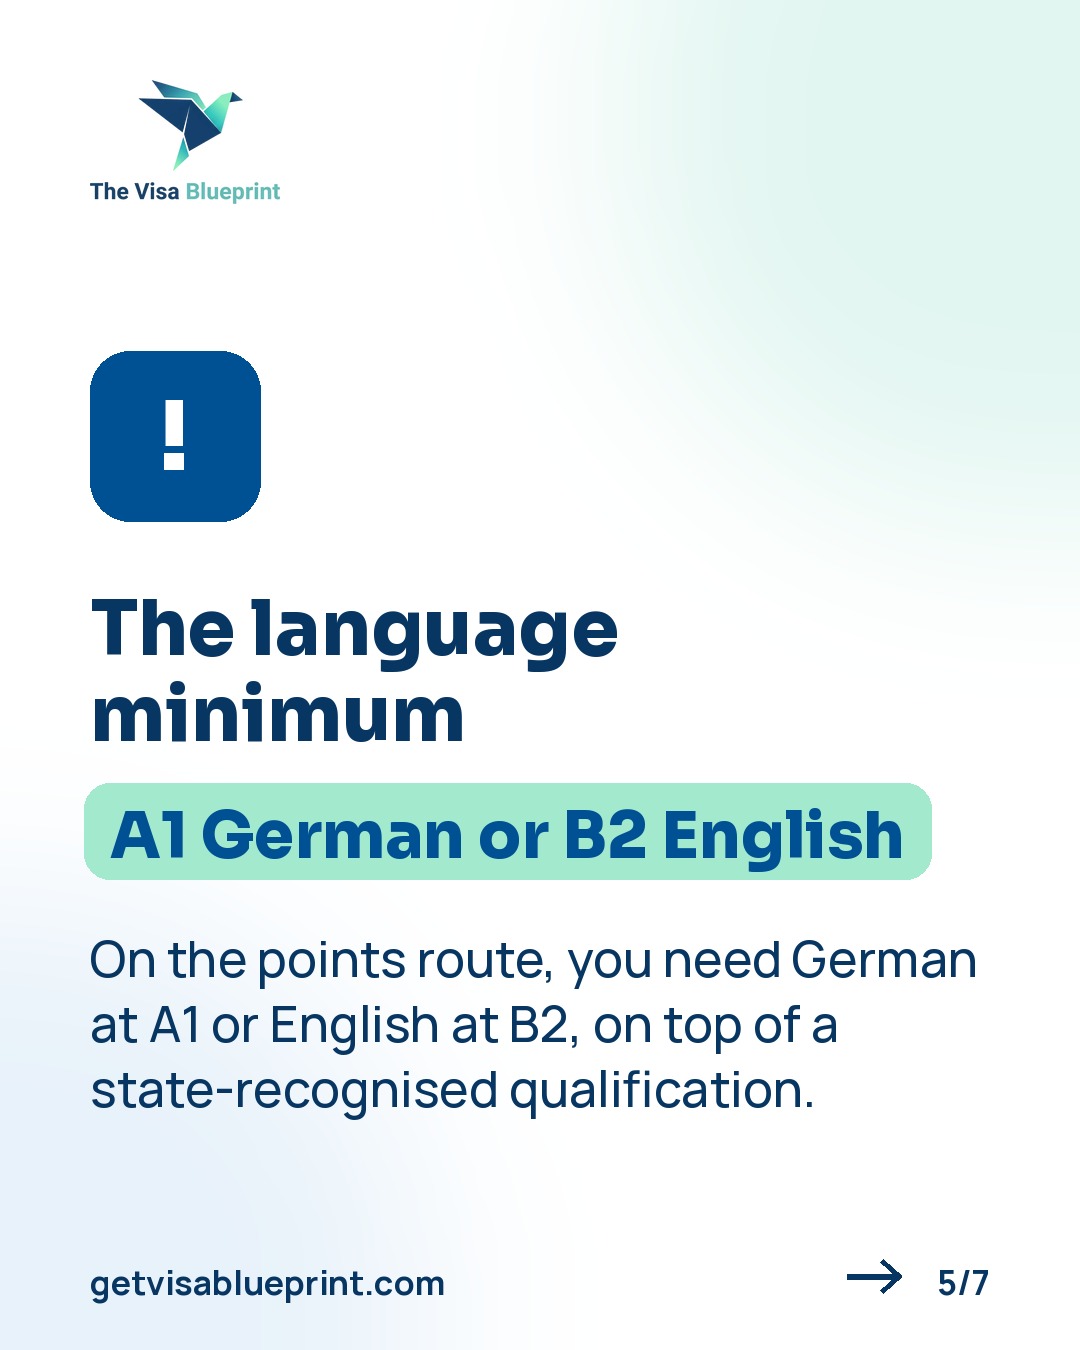 The Visa Blueprint
!
The language
minimum
A1 German or B2 English
On the points route, you need German
at A1 or English at B2, on top of a
state-recognised qualification.
getvisablueprint.com
→ 5/7